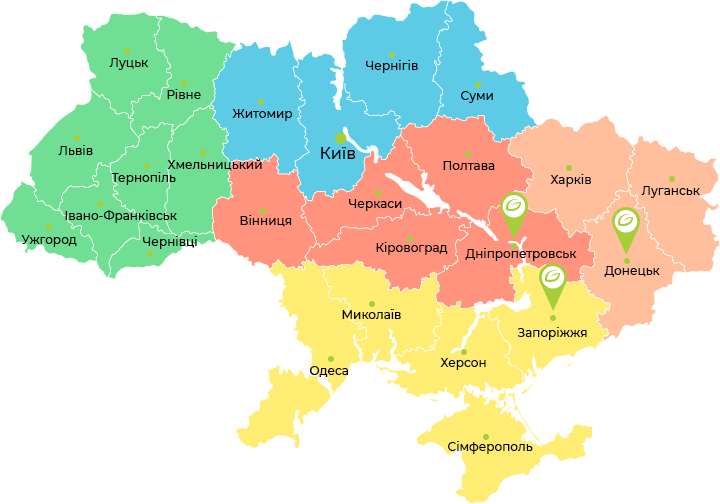 Луцьк
Чернігів
Рівне
Суми
Житомир
Львів
Київ
Хмельницький
Полтава
Тернопіль
Харків
Луганськ
Черкаси
Івано-Франківськ
Вінниця
Ужгород
Чернівці
Кіровоград
Дніпропетровськ
Донецьк
Миколаїв
Запоріжжя
Херсон
Одеса
Сімферополь